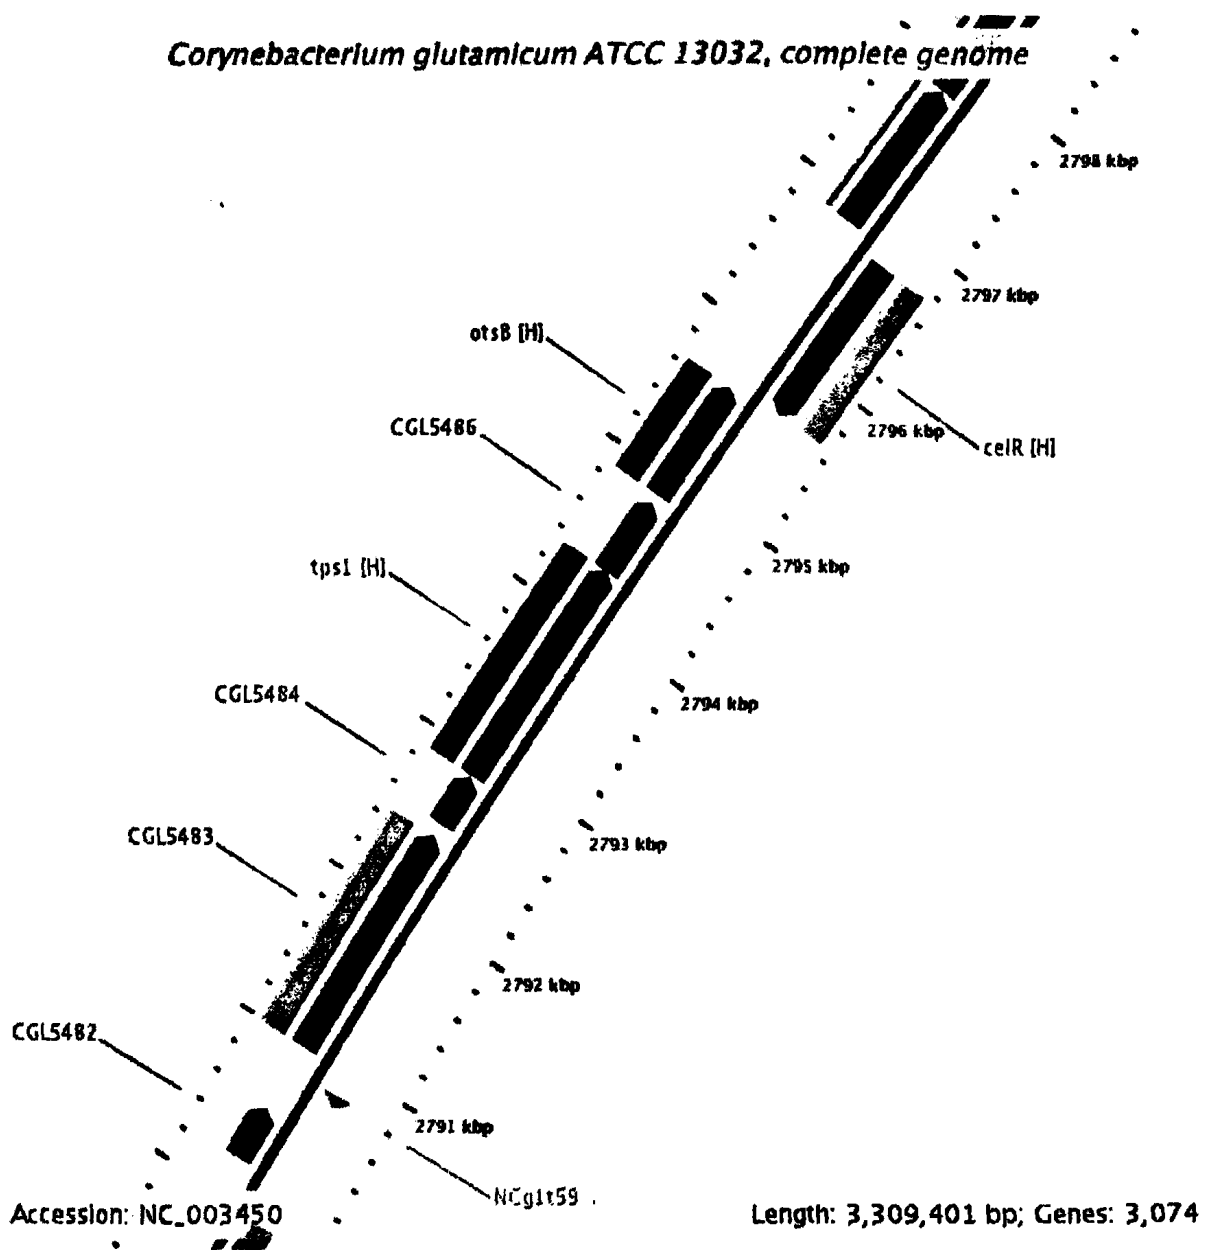 Corynebacterium glutamicum ATCC 13032, complete genome
2798 kbp
2797 kbp
otsB [H]
CGL5486
2796 kbp
celR [H]
tps1 [H]
2795 kbp
CGL5484
2794 kbp
CGL5483
2793 kbp
2792 kbp
CGL5482
2791 kbp
NCg1t59
Accession: NC_003450
Length: 3,309,401 bp; Genes: 3,074